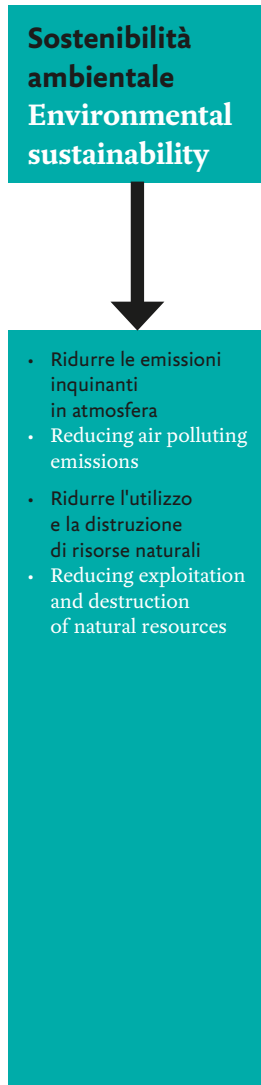 Sostenibilità
ambientale
Environmental
sustainability
• Ridurre le emissioni
inquinanti
in atmosfera
• Reducing air polluting
emissions
• Ridurre l'utilizzo
e la distruzione
di risorse naturali
• Reducing exploitation
and destruction
of natural resources